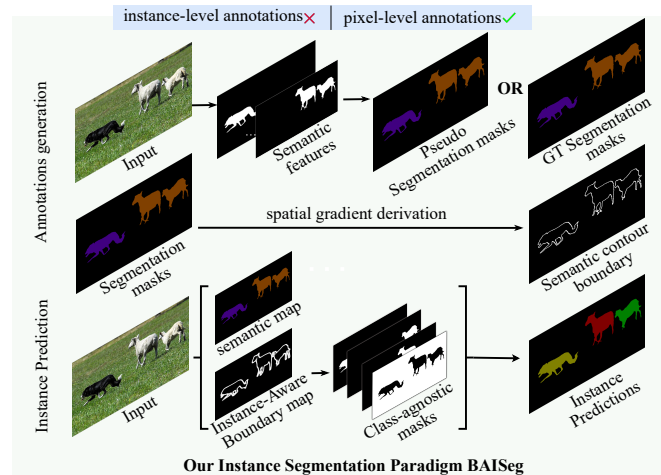 instance-level annotations✗ | pixel-level annotations✓
Annotations generation
Input
Semantic
features
Pseudo
Segmentation masks
OR
GT Segmentation
masks
Segmentation
masks
spatial gradient derivation
Semantic contour
boundary
Instance Prediction
Input
semantic map
Instance-Aware
Boundary map
Class-agnostic
masks
Instance
Predictions
Our Instance Segmentation Paradigm BAISeg